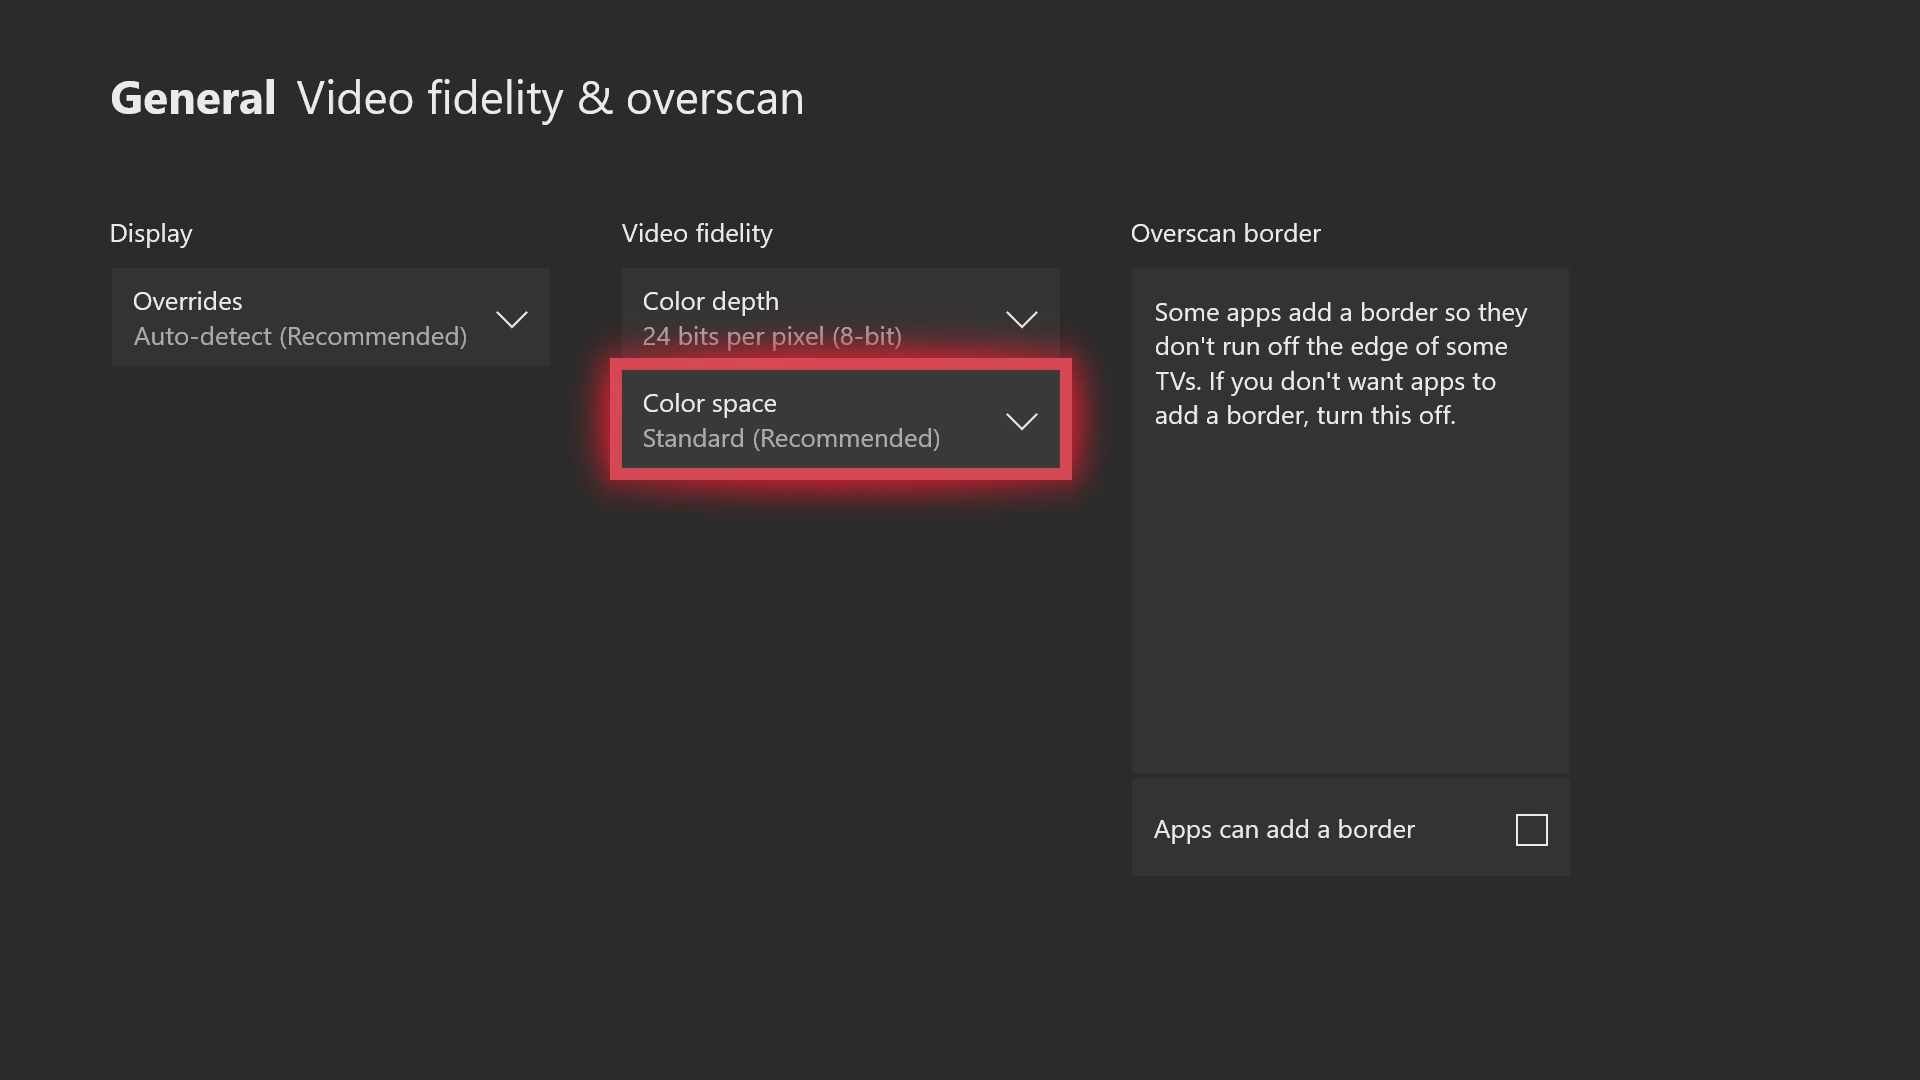 General Video fidelity & overscan
Display
Overrides
Auto-detect (Recommended)
Video fidelity
Color depth
24 bits per pixel (8-bit)
Color space
Standard (Recommended)
Overscan border
Some apps add a border so they
don't run off the edge of some
TVs. If you don't want apps to
add a border, turn this off.
Apps can add a border